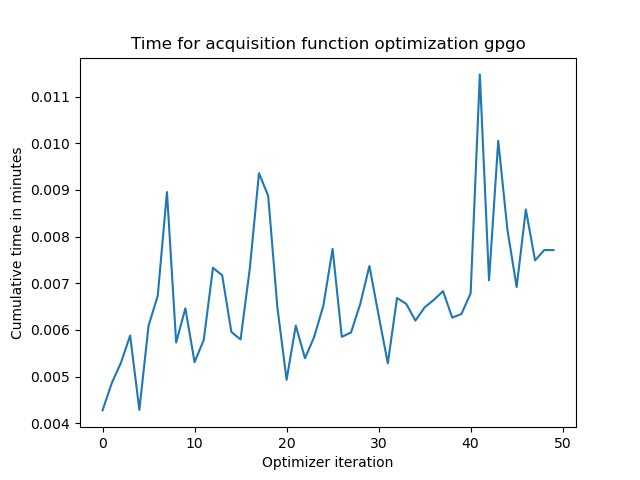 Time for acquisition function optimization gpgo
Cumulative time in minutes
0.011
0.010
0.009
0.008
0.007
0.006
0.005
0.004
0 10 20 30 40 50
Optimizer iteration